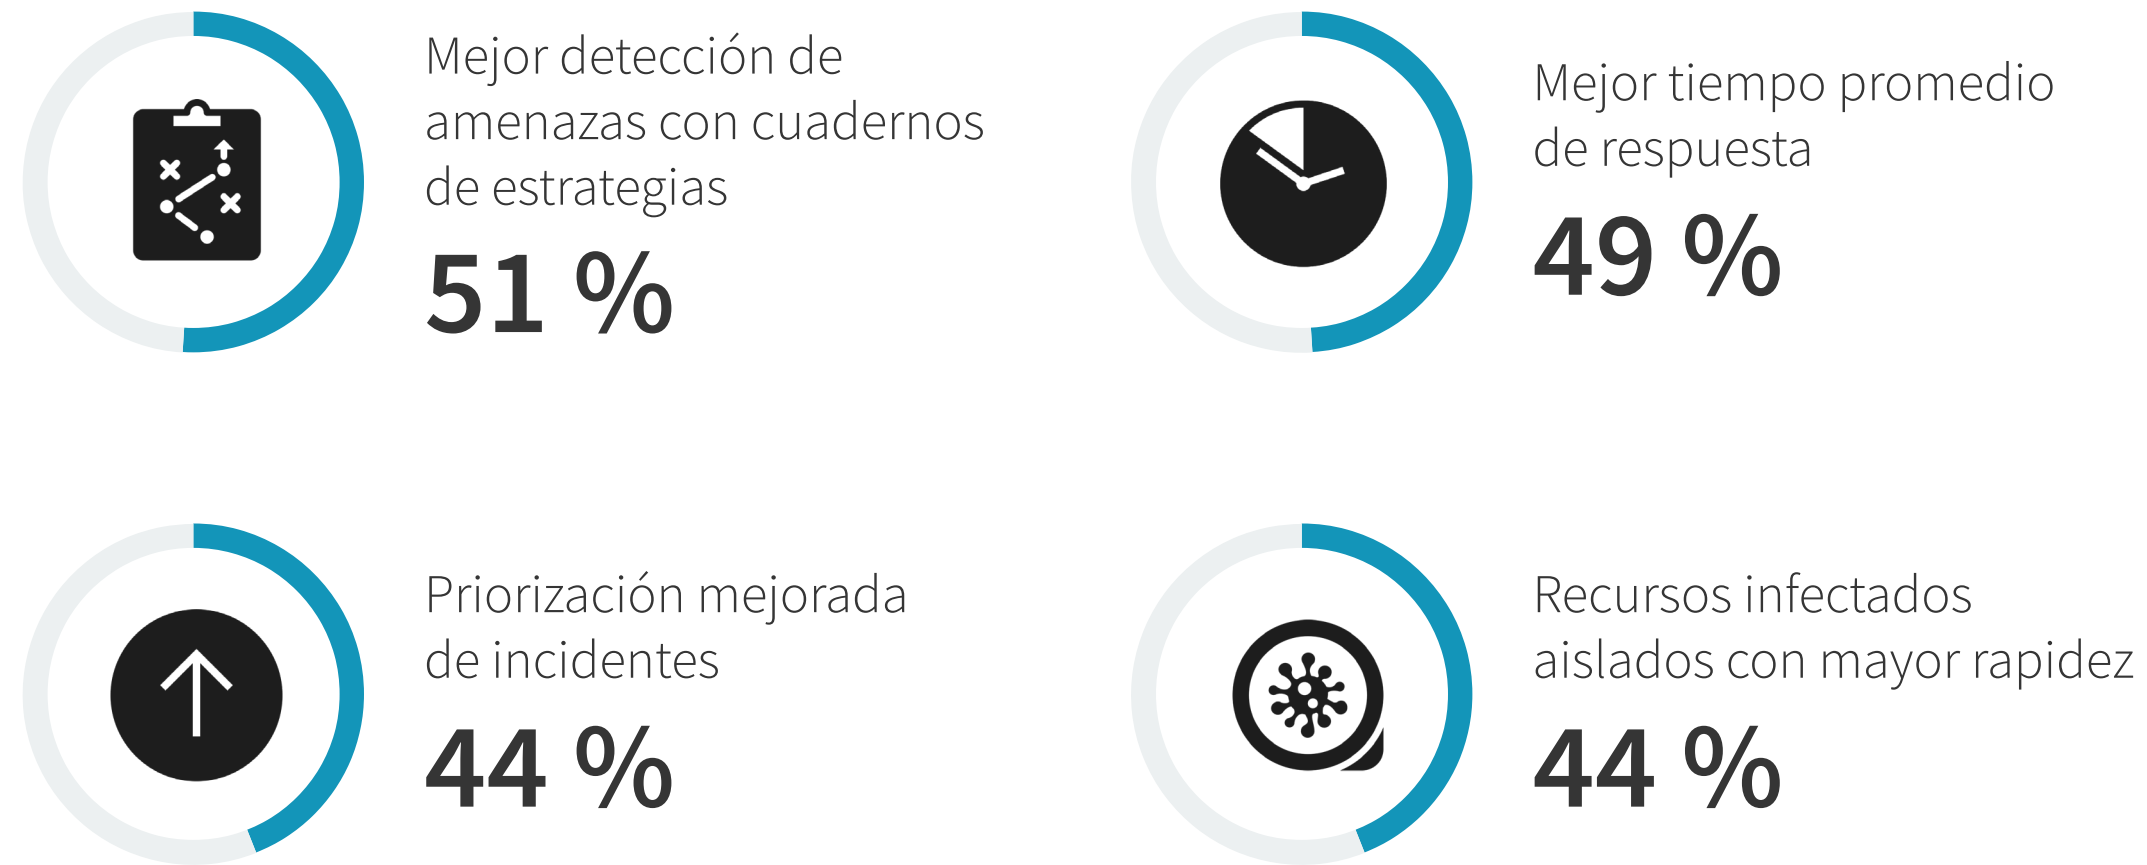 Mejor detección de
amenazas con cuadernos
de estrategias
51 %
Mejor tiempo promedio
de respuesta
49 %
Priorización mejorada
de incidentes
44 %
Recursos infectados
aislados con mayor rapidez
44 %